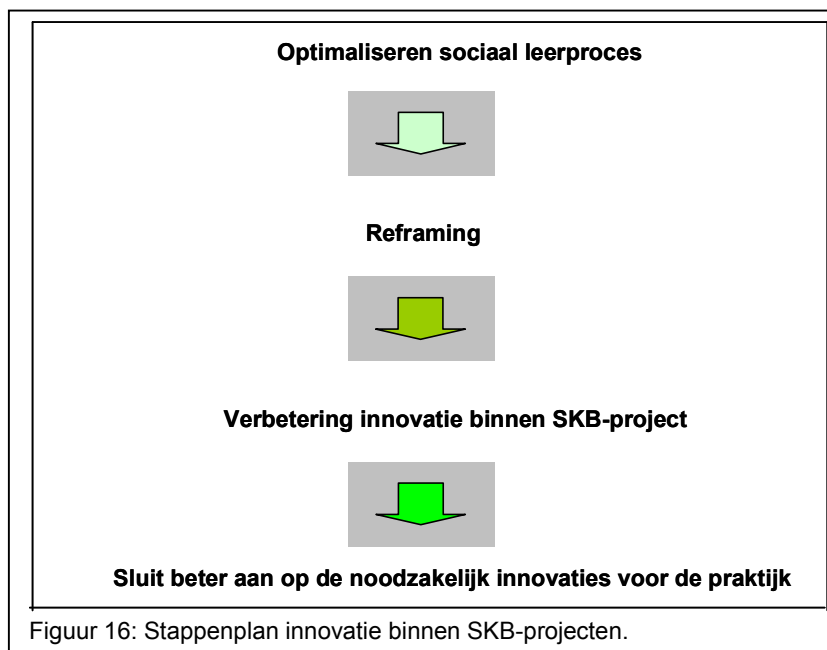 Optimaliseren sociaal leerproces
Reframing
Verbetering innovatie binnen SKB-project
Sluit beter aan op de noodzakelijk innovaties voor de praktijk
Figuur 16: Stappenplan innovatie binnen SKB-projecten.